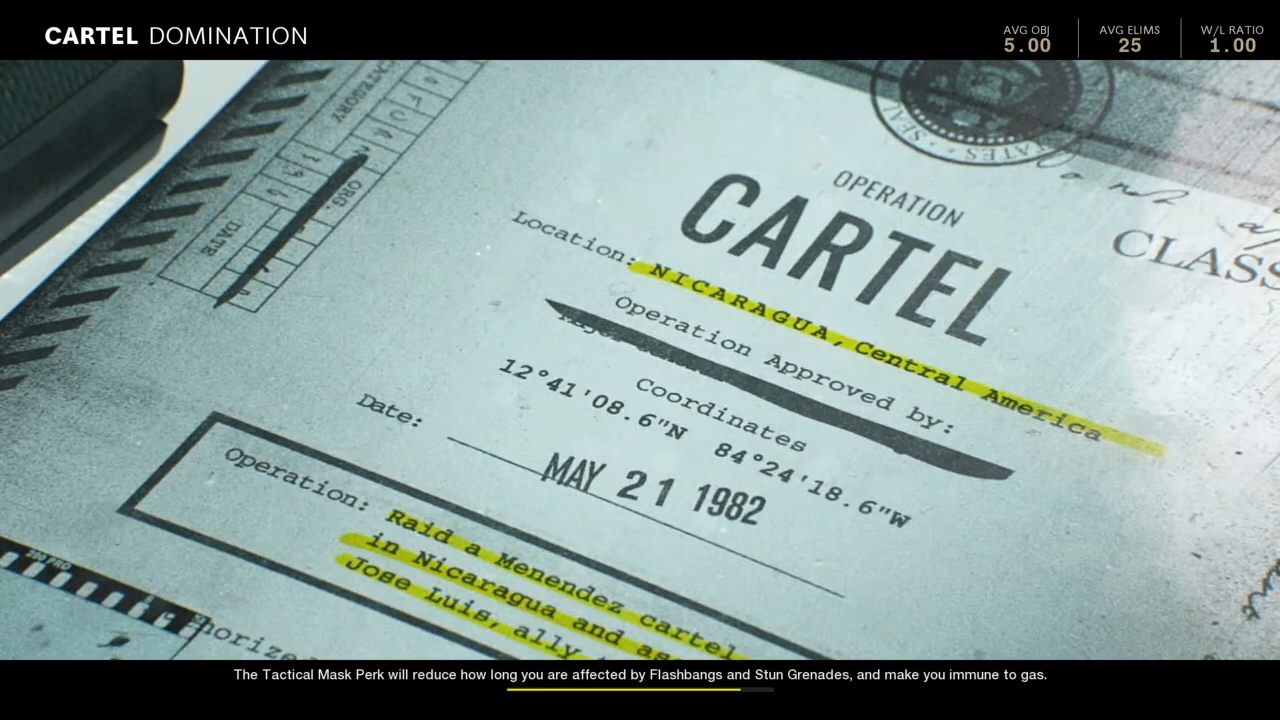 CARTEL DOMINATION
AVG OBJ
5.00
AVG ELIMS
25
W/L RATIO
1.00
DATE
ORG.
SEAL
OPERATION
CARTEL
CLASS
Location: NICARAGUA, Central America
Operation Approved by:
Coordinates
12°41'08.6"N 84°24'18.6"W
Date:
MAY 21 1982
Operation: Raid a Menendez cartel
in Nicaragua and
Jose Luis, ally
The Tactical Mask Perk will reduce how long you are affected by Flashbangs and Stun Grenades, and make you immune to gas.